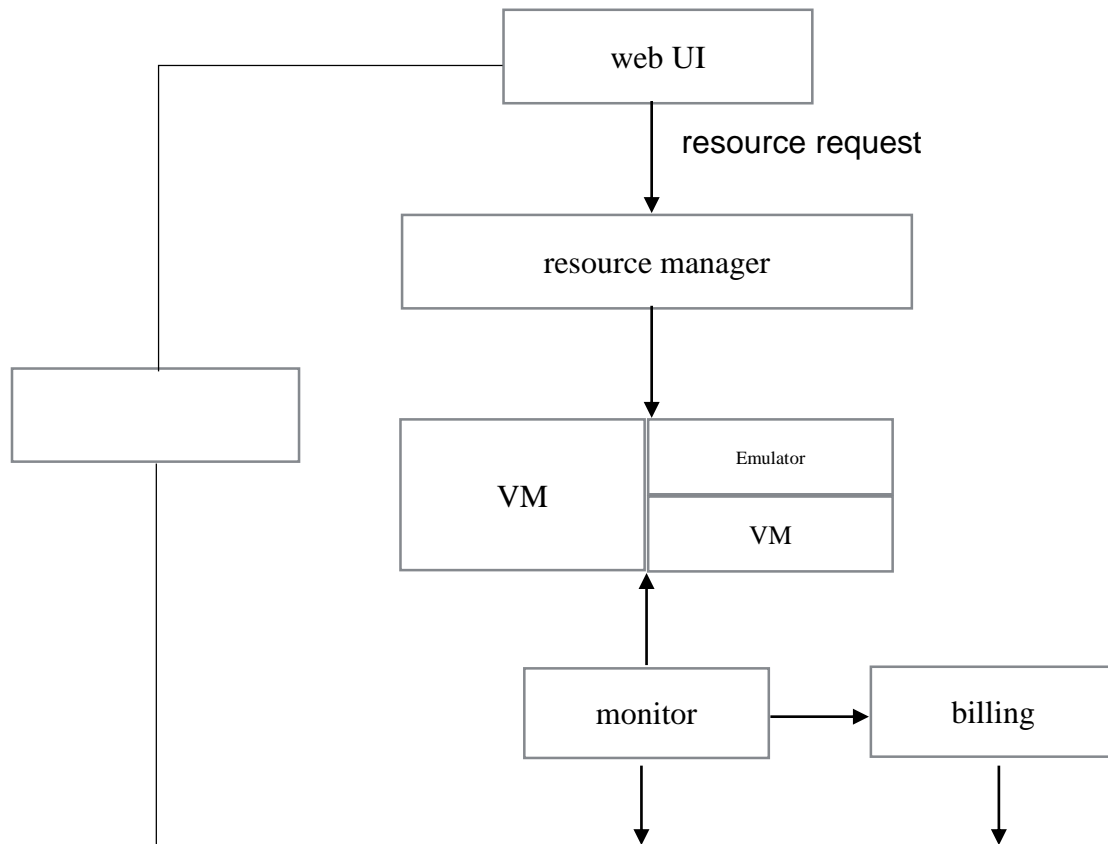 web UI
resource request
resource manager
VM
Emulator
VM
monitor
billing